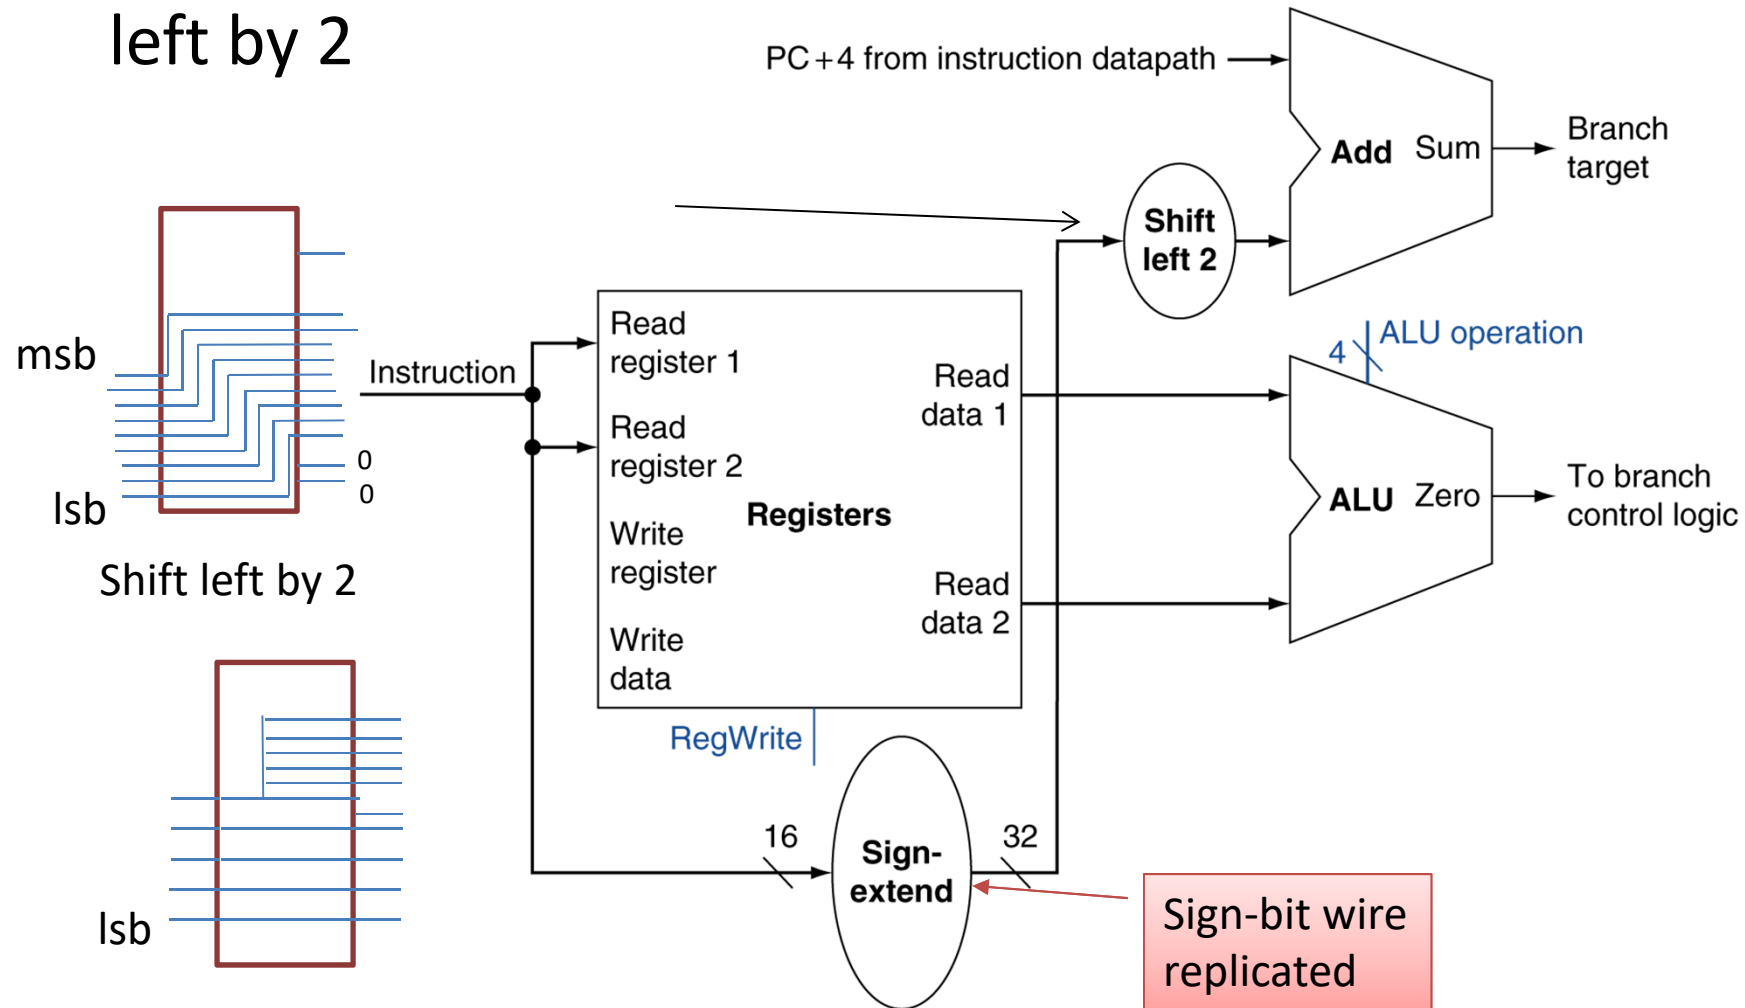 left by 2
PC+4 from instruction datapath
Add Sum
Branch
target
Shift
left 2
msb
lsb
0
0
Shift left by 2
Instruction
Read
register 1
Read
register 2
Write
register
Write
data
Registers
Read
data 1
Read
data 2
RegWrite
4
ALU operation
ALU Zero
To branch
control logic
16
Sign-
extend
32
lsb
Sign-bit wire
replicated